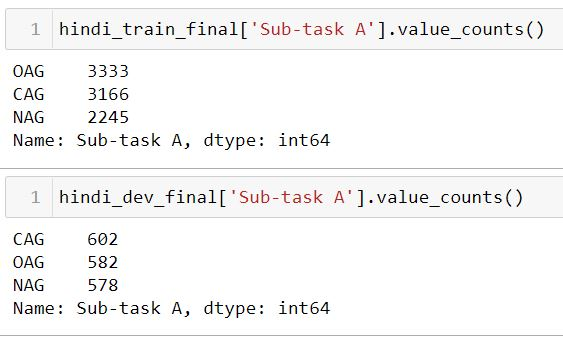 1 hindi_train_final['Sub-task A'].value_counts()
OAG 3333
CAG 3166
NAG 2245
Name: Sub-task A, dtype: int64
1 hindi_dev_final['Sub-task A'].value_counts()
CAG 602
OAG 582
NAG 578
Name: Sub-task A, dtype: int64